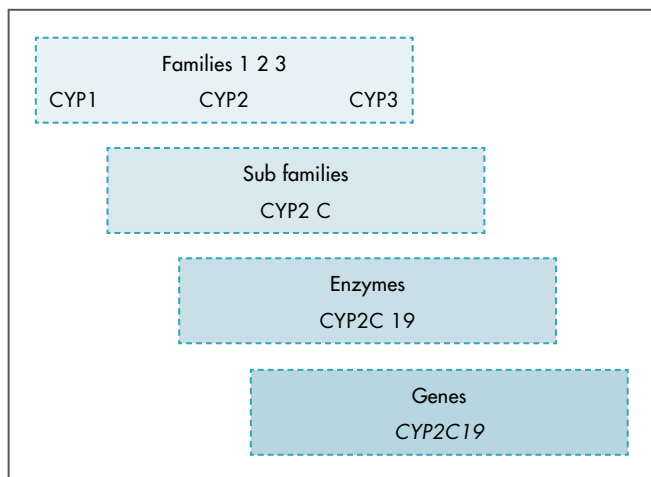 Families 1 2 3
CYP1 CYP2 CYP3
Sub families
CYP2 C
Enzymes
CYP2C 19
Genes
CYP2C19